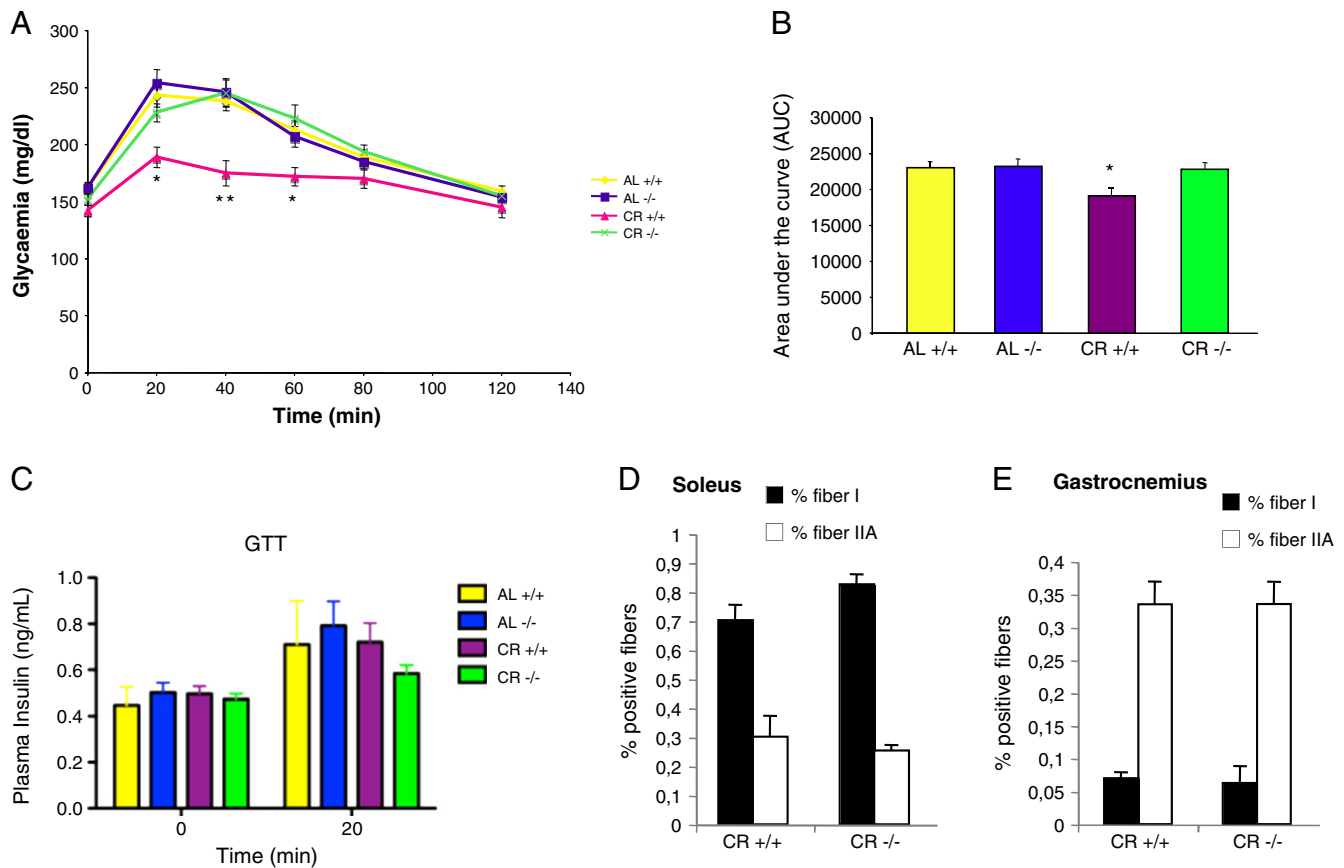 A
300
250
200
150
100
50
0
Glycaemia (mg/dl)
*
**
*
0 20 40 60 80 100 120 140
Time (min)
AL +/+
AL -/-
CR +/+
CR -/-
B
30000
25000
20000
15000
10000
5000
0
Area under the curve (AUC)
*
AL +/+ AL -/- CR +/+ CR -/-
C
GTT
1.0
0.8
0.6
0.4
0.2
0.0
Plasma Insulin (ng/mL)
0 20
Time (min)
AL +/+
AL -/-
CR +/+
CR -/-
D Soleus
% fiber I
% fiber IIA
1
0,9
0,8
0,7
0,6
0,5
0,4
0,3
0,2
0,1
0
% positive fibers
CR +/+ CR -/-
E Gastrocnemius
% fiber I
% fiber IIA
0,4
0,35
0,3
0,25
0,2
0,15
0,1
0,05
0
% positive fibers
CR +/+ CR -/-